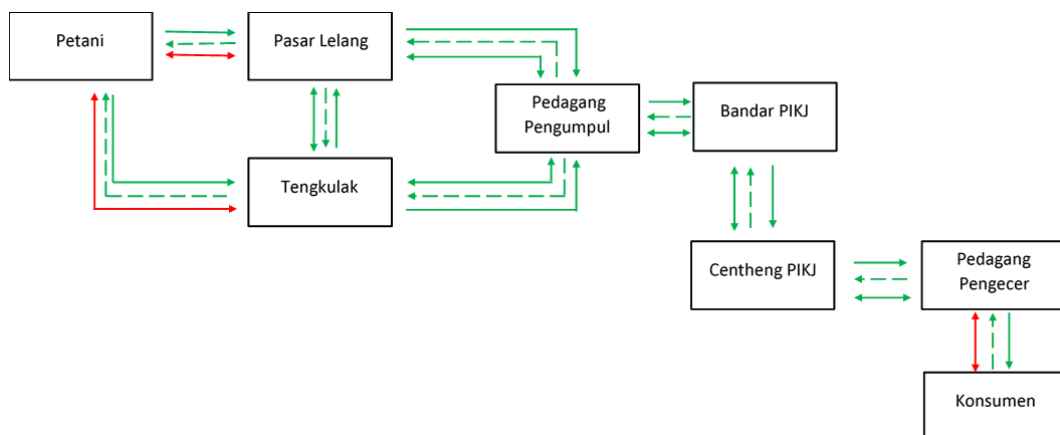 Petani
Pasar Lelang
Pedagang
Pengumpul
Bandar PIKJ
Tengkulak
Centheng PIKJ
Pedagang
Pengecer
Konsumen